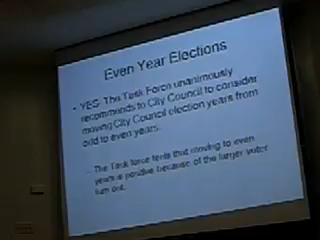 Even Year Elections
• YES: The Task Force unanimously
recommends to City Council to consider
moving City Council election years from
odd to even years.
– The Task force feels that moving to even
years is positive because of the larger voter
turn out.